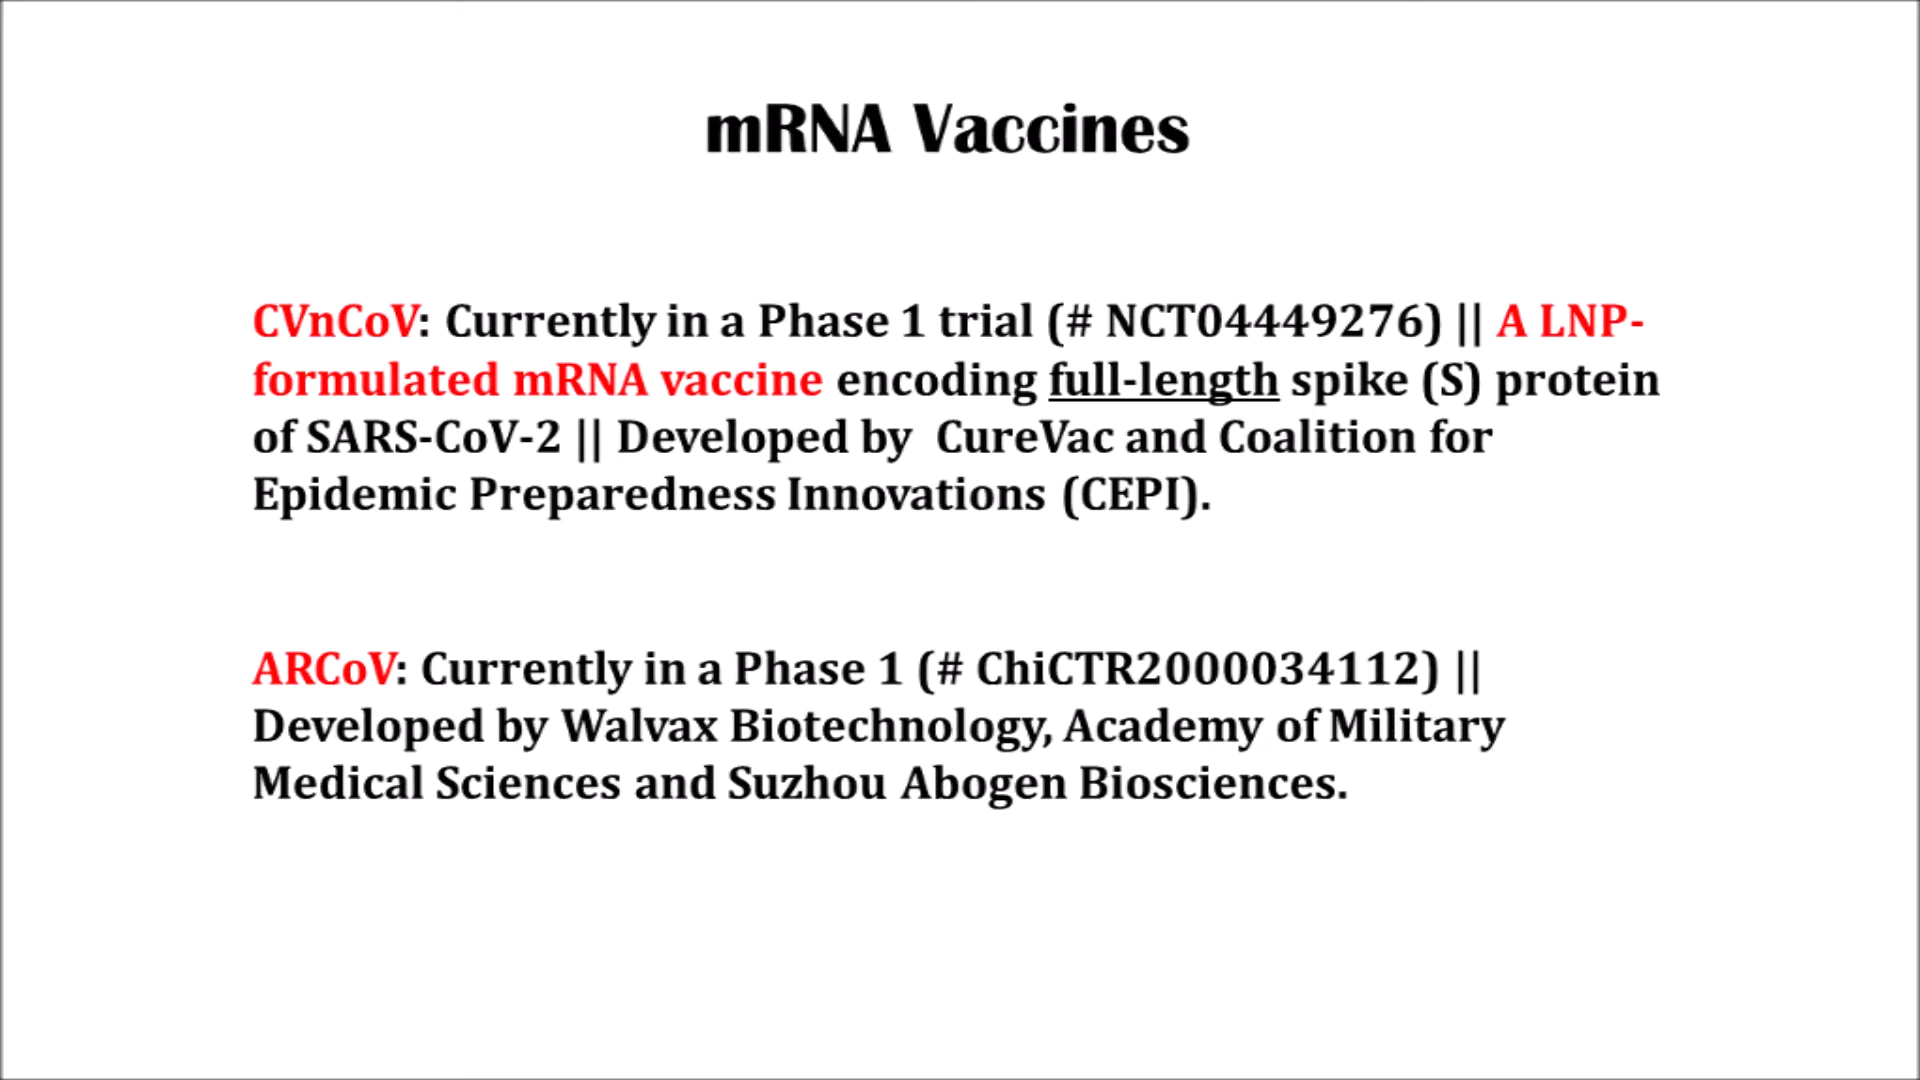 mRNA Vaccines
CVnCoV: Currently in a Phase 1 trial (# NCT04449276) || A LNP-
formulated mRNA vaccine encoding full-length spike (S) protein
of SARS-CoV-2 || Developed by CureVac and Coalition for
Epidemic Preparedness Innovations (CEPI).
ARCoV: Currently in a Phase 1 (# ChiCTR2000034112) ||
Developed by Walvax Biotechnology, Academy of Military
Medical Sciences and Suzhou Abogen Biosciences.